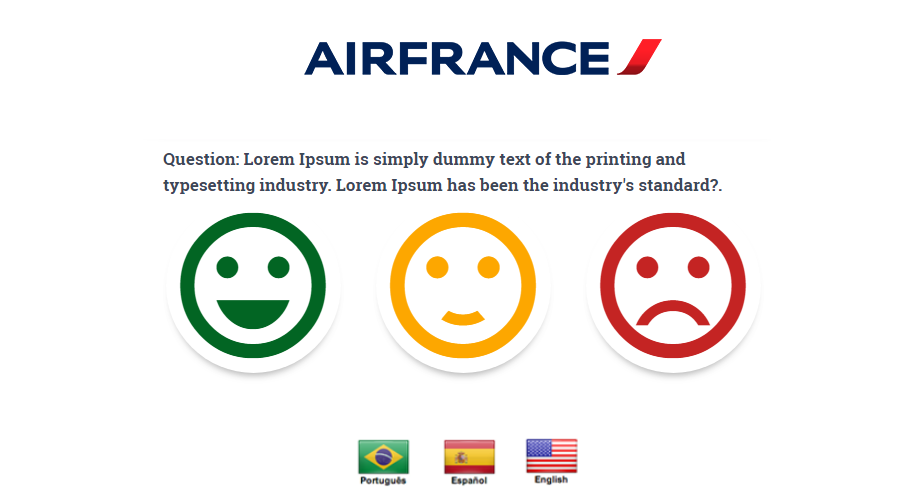 AIRFRANCE
Question: Lorem Ipsum is simply dummy text of the printing and
typesetting industry. Lorem Ipsum has been the industry's standard?.
Português Español English